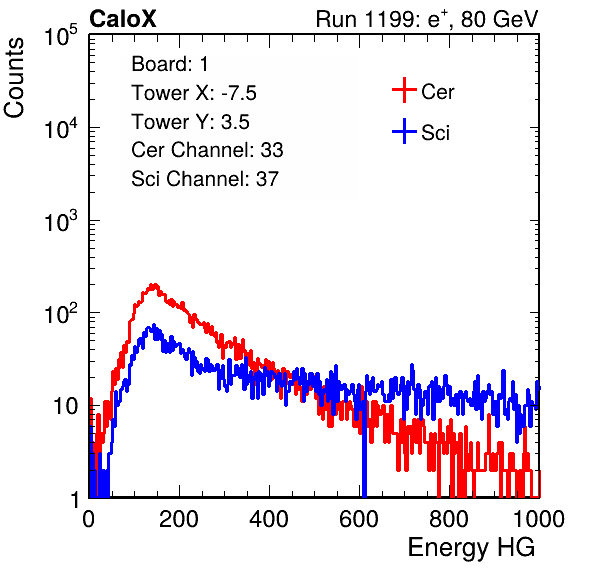 CaloX Run 1199: e⁺, 80 GeV
Counts
10⁵
10⁴
10³
10²
10
1
Board: 1
Tower X: -7.5
Tower Y: 3.5
Cer Channel: 33
Sci Channel: 37
Cer
Sci
0 200 400 600 800 1000
Energy HG